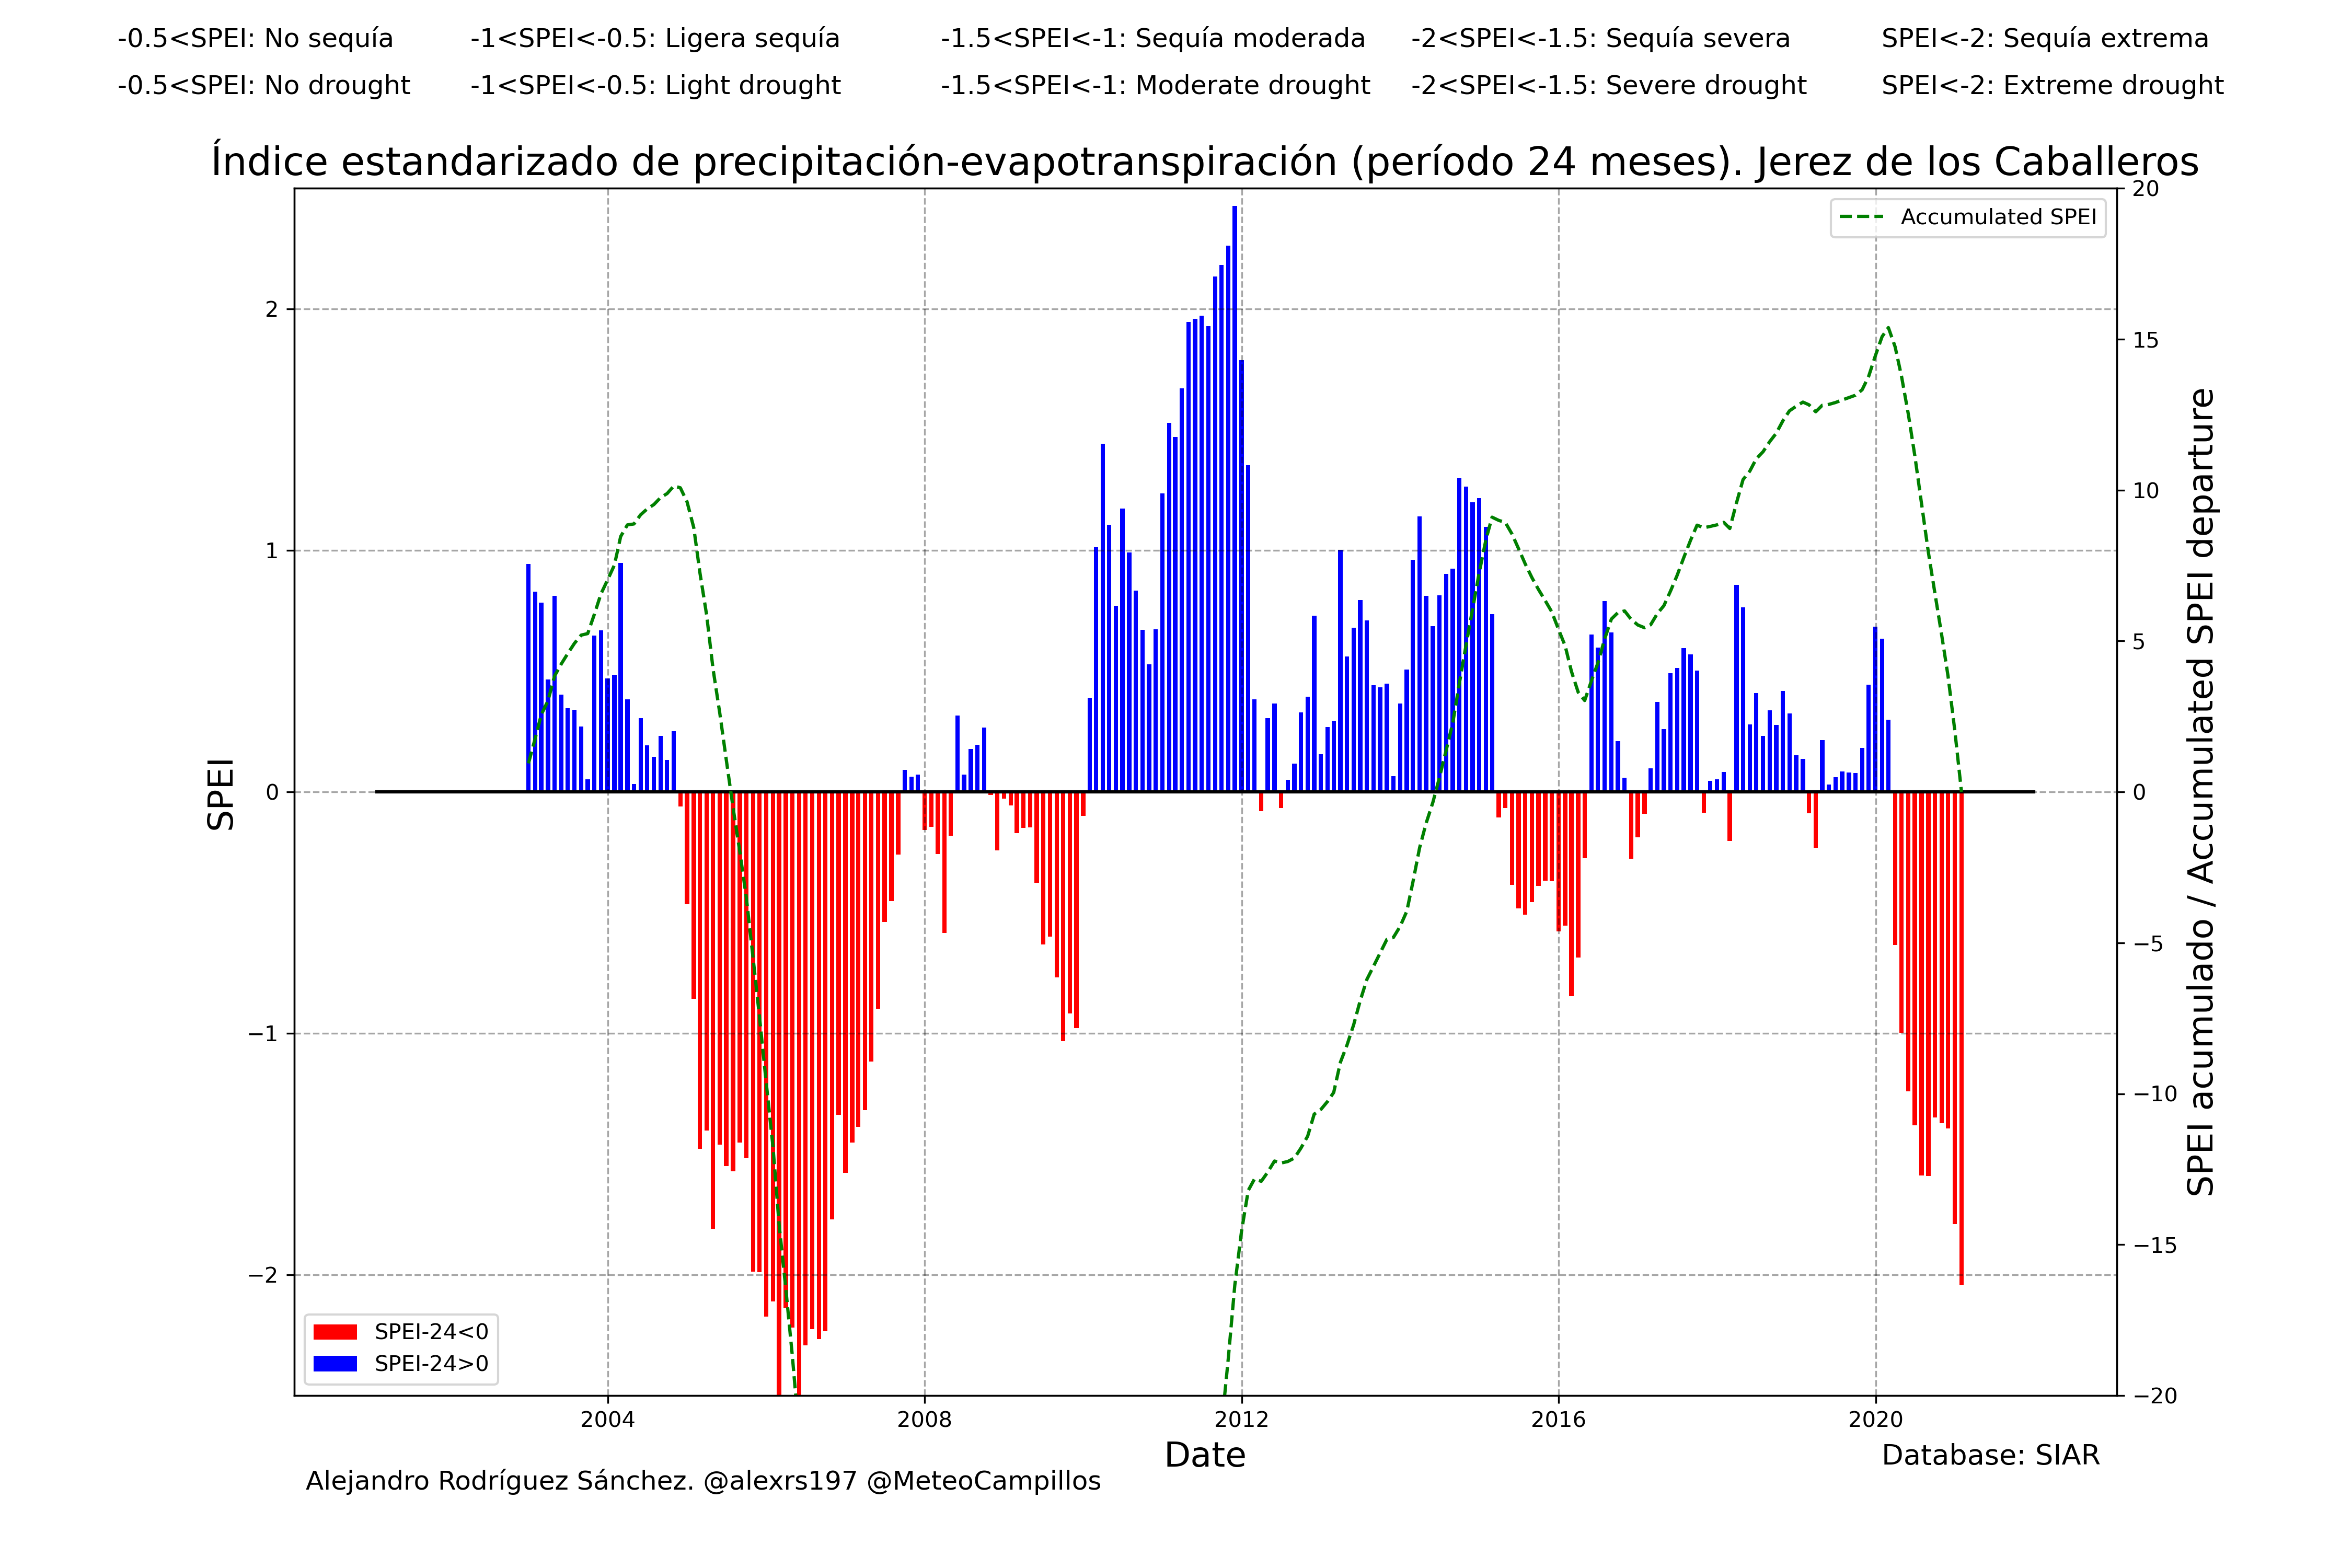 -0.5<SPEI: No sequía -1<SPEI<-0.5: Ligera sequía -1.5<SPEI<-1: Sequía moderada -2<SPEI<-1.5: Sequía severa SPEI<-2: Sequía extrema
-0.5<SPEI: No drought -1<SPEI<-0.5: Light drought -1.5<SPEI<-1: Moderate drought -2<SPEI<-1.5: Severe drought SPEI<-2: Extreme drought
Índice estandarizado de precipitación-evapotranspiración (período 24 meses). Jerez de los Caballeros
Accumulated SPEI
SPEI
2
1
0
−1
−2
20
15
10
5
0
−5
−10
−15
−20
SPEI acumulado / Accumulated SPEI departure
SPEI-24<0
SPEI-24>0
2004 2008 2012 2016 2020
Date
Database: SIAR
Alejandro Rodríguez Sánchez. @alexrs197 @MeteoCampillos